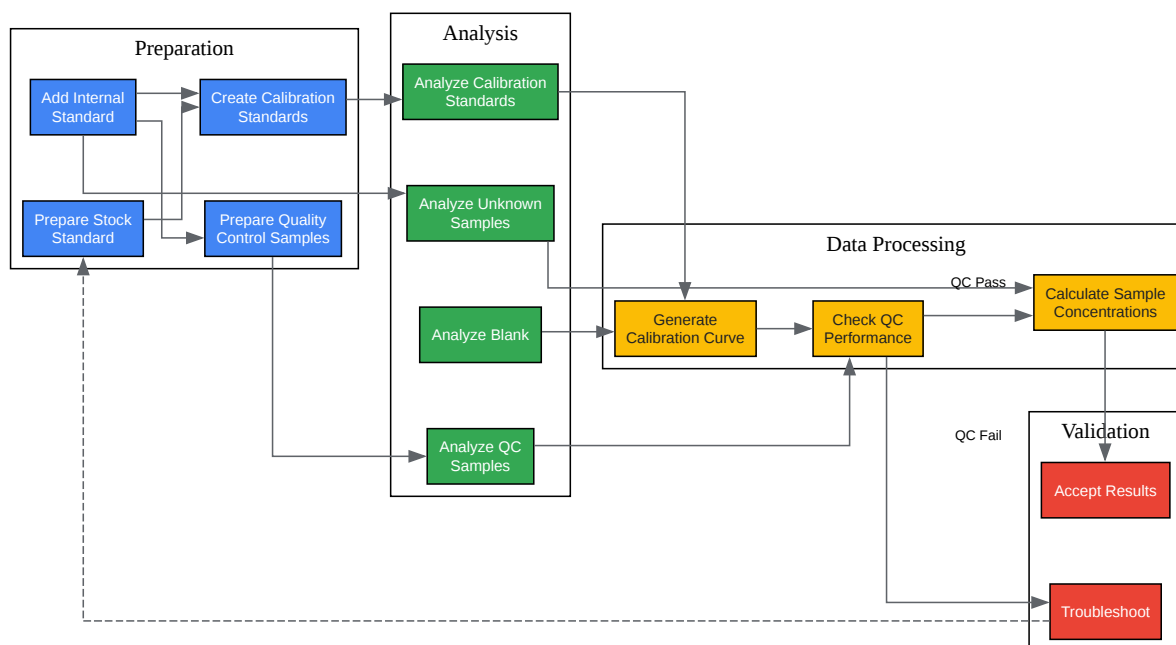 Preparation
Add Internal
Standard
Create Calibration
Standards
Prepare Stock
Standard
Prepare Quality
Control Samples
Analysis
Analyze Calibration
Standards
Analyze Unknown
Samples
Analyze Blank
Analyze QC
Samples
Data Processing
Generate
Calibration Curve
Check QC
Performance
QC Pass
Calculate Sample
Concentrations
QC Fail
Validation
Accept Results
Troubleshoot